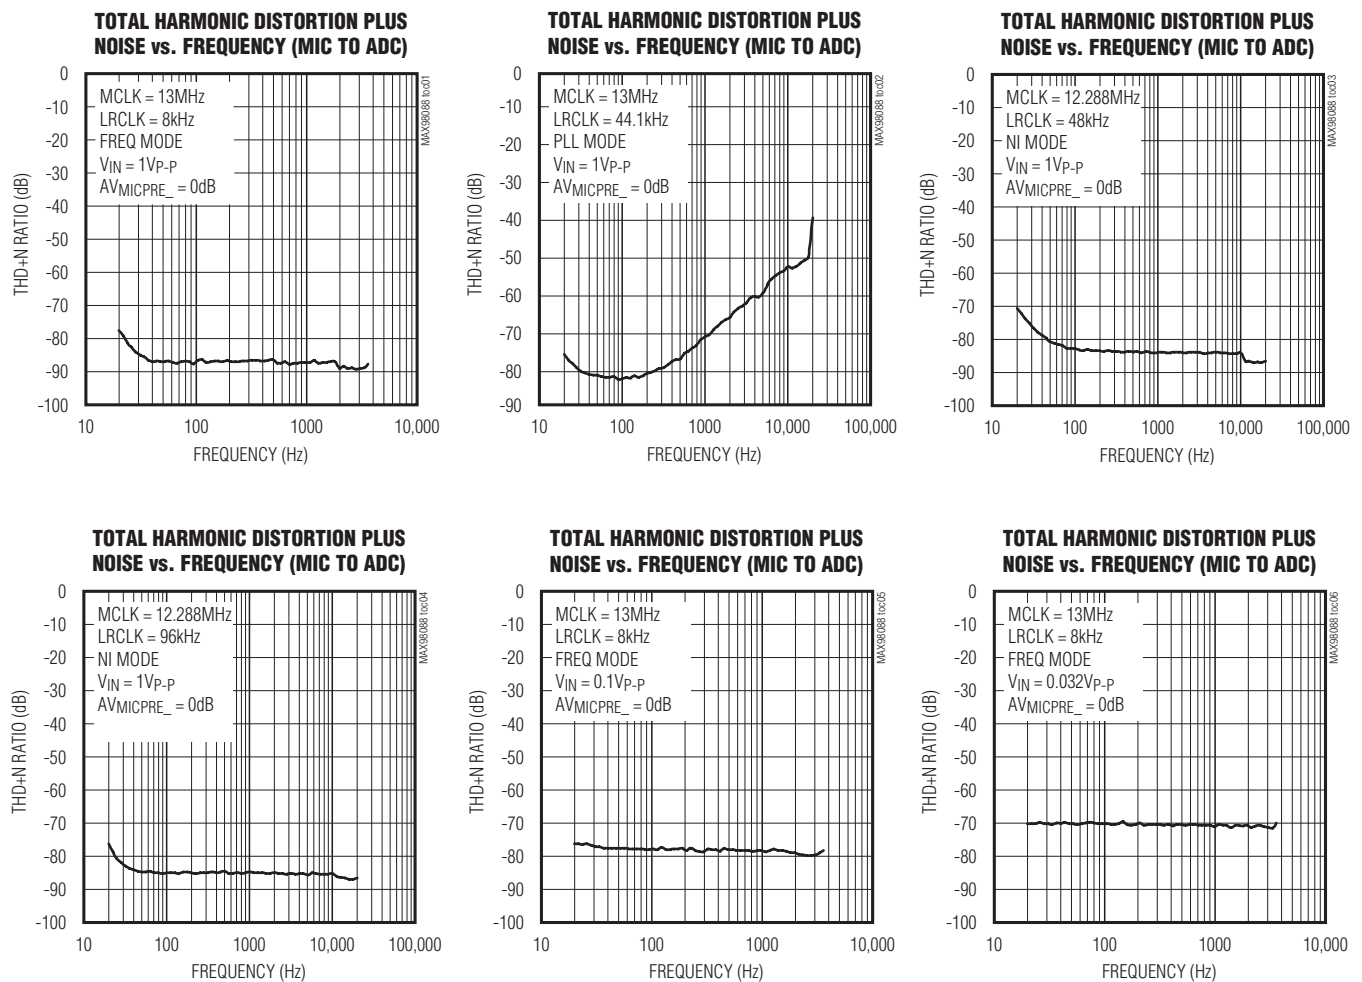 TOTAL HARMONIC DISTORTION PLUS
NOISE vs. FREQUENCY (MIC TO ADC)
MAX98088 toc01
MCLK = 13MHz
LRCLK = 8kHz
FREQ MODE
VIN = 1VP-P
AVMICPRE_ = 0dB
THD+N RATIO (dB)
0
-10
-20
-30
-40
-50
-60
-70
-80
-90
-100
10 100 1000 10,000
FREQUENCY (Hz)
TOTAL HARMONIC DISTORTION PLUS
NOISE vs. FREQUENCY (MIC TO ADC)
MAX98088 toc02
MCLK = 13MHz
LRCLK = 44.1kHz
PLL MODE
VIN = 1VP-P
AVMICPRE_ = 0dB
THD+N RATIO (dB)
0
-10
-20
-30
-40
-50
-60
-70
-80
-90
10 100 1000 10,000 100,000
FREQUENCY (Hz)
TOTAL HARMONIC DISTORTION PLUS
NOISE vs. FREQUENCY (MIC TO ADC)
MAX98088 toc03
MCLK = 12.288MHz
LRCLK = 48kHz
NI MODE
VIN = 1VP-P
AVMICPRE_ = 0dB
THD+N RATIO (dB)
0
-10
-20
-30
-40
-50
-60
-70
-80
-90
-100
10 100 1000 10,000 100,000
FREQUENCY (Hz)
TOTAL HARMONIC DISTORTION PLUS
NOISE vs. FREQUENCY (MIC TO ADC)
MAX98088 toc04
MCLK = 12.288MHz
LRCLK = 96kHz
NI MODE
VIN = 1VP-P
AVMICPRE_ = 0dB
THD+N RATIO (dB)
0
-10
-20
-30
-40
-50
-60
-70
-80
-90
-100
10 100 1000 10,000 100,000
FREQUENCY (Hz)
TOTAL HARMONIC DISTORTION PLUS
NOISE vs. FREQUENCY (MIC TO ADC)
MAX98088 toc05
MCLK = 13MHz
LRCLK = 8kHz
FREQ MODE
VIN = 0.1VP-P
AVMICPRE_ = 0dB
THD+N RATIO (dB)
0
-10
-20
-30
-40
-50
-60
-70
-80
-90
-100
10 100 1000 10,000
FREQUENCY (Hz)
TOTAL HARMONIC DISTORTION PLUS
NOISE vs. FREQUENCY (MIC TO ADC)
MAX98088 toc06
MCLK = 13MHz
LRCLK = 8kHz
FREQ MODE
VIN = 0.032VP-P
AVMICPRE_ = 0dB
THD+N RATIO (dB)
0
-10
-20
-30
-40
-50
-60
-70
-80
-90
-100
10 100 1000 10,000
FREQUENCY (Hz)